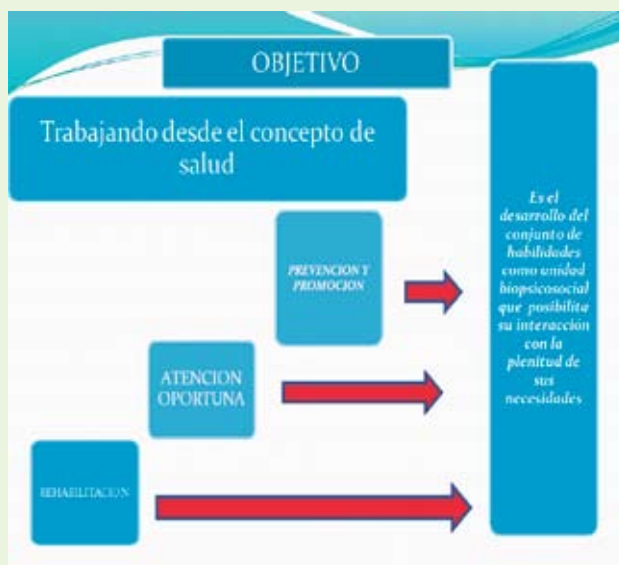 OBJETIVO
Trabajando desde el concepto de
salud
PREVENCION Y
PROMOCION
ATENCION
OPORTUNA
REHABILITACION
Es el
desarrollo del
conjunto de
habilidades
como unidad
biopsicosocial
que posibilita
su interacción
con la
plenitud de
sus
necesidades